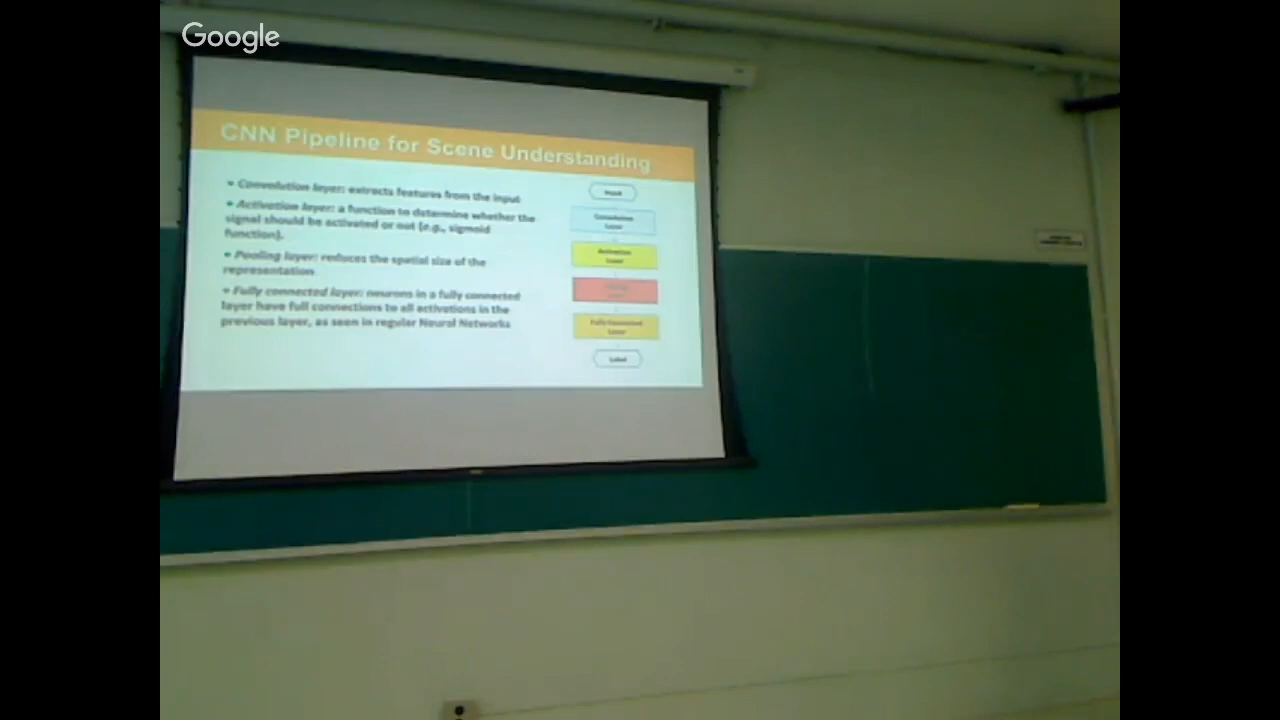 Google
CNN Pipeline for Scene Understanding
• Convolution layer: extracts features from the input
• Activation layer: a function to determine whether the
signal should be activated or not (e.g., sigmoid
function).
• Pooling layer: reduces the spatial size of the
representation
• Fully connected layer: neurons in a fully connected
layer have full connections to all activations in the
previous layer, as seen in regular Neural Networks
Input
Convolution
Layer
Activation
Layer
Fully Connected
Layer
Label